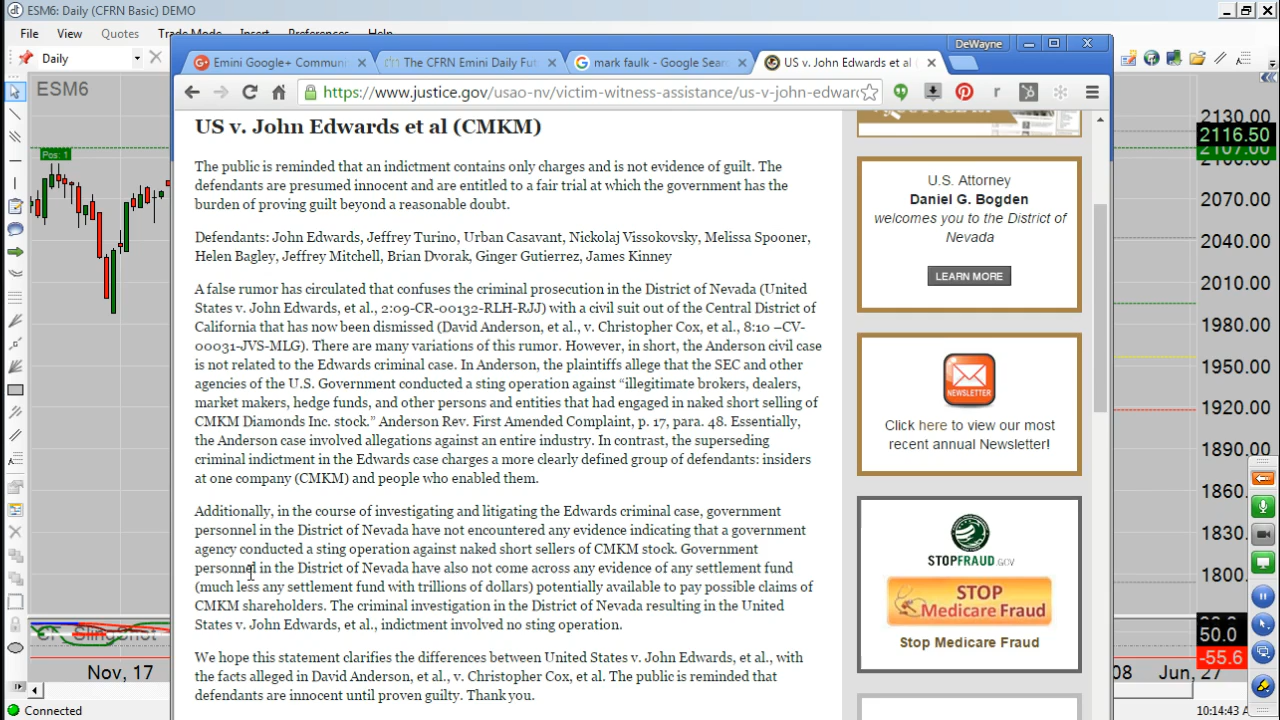 ESM6: Daily (CFRN Basic) DEMO
File View Quotes Trade Mode Insert Preferences Help
DeWayne
Daily
Emini Google+ Communi
The CFRN Emini Daily Fut
mark faulk - Google Sear
US v. John Edwards et al
https://www.justice.gov/usao-nv/victim-witness-assistance/us-v-john-edward
ESM6
Pos: 1
US v. John Edwards et al (CMKM)
The public is reminded that an indictment contains only charges and is not evidence of guilt. The
defendants are presumed innocent and are entitled to a fair trial at which the government has the
burden of proving guilt beyond a reasonable doubt.
Defendants: John Edwards, Jeffrey Turino, Urban Casavant, Nickolaj Vissokovsky, Melissa Spooner,
Helen Bagley, Jeffrey Mitchell, Brian Dvorak, Ginger Gutierrez, James Kinney
A false rumor has circulated that confuses the criminal prosecution in the District of Nevada (United
States v. John Edwards, et al., 2:09-CR-00132-RLH-RJJ) with a civil suit out of the Central District of
California that has now been dismissed (David Anderson, et al., v. Christopher Cox, et al., 8:10 –CV-
00031-JVS-MLG). There are many variations of this rumor. However, in short, the Anderson civil case
is not related to the Edwards criminal case. In Anderson, the plaintiffs allege that the SEC and other
agencies of the U.S. Government conducted a sting operation against “illegitimate brokers, dealers,
market makers, hedge funds, and other persons and entities that had engaged in naked short selling of
CMKM Diamonds Inc. stock.” Anderson Rev. First Amended Complaint, p. 17, para. 48. Essentially,
the Anderson case involved allegations against an entire industry. In contrast, the superseding
criminal indictment in the Edwards case charges a more clearly defined group of defendants: insiders
at one company (CMKM) and people who enabled them.
Additionally, in the course of investigating and litigating the Edwards criminal case, government
personnel in the District of Nevada have not encountered any evidence indicating that a government
agency conducted a sting operation against naked short sellers of CMKM stock. Government
personnel in the District of Nevada have also not come across any evidence of any settlement fund
(much less any settlement fund with trillions of dollars) potentially available to pay possible claims of
CMKM shareholders. The criminal investigation in the District of Nevada resulting in the United
States v. John Edwards, et al., indictment involved no sting operation.
We hope this statement clarifies the differences between United States v. John Edwards, et al., with
the facts alleged in David Anderson, et al., v. Christopher Cox, et al. The public is reminded that
defendants are innocent until proven guilty. Thank you.
U.S. Attorney
Daniel G. Bogden
welcomes you to the District of
Nevada
LEARN MORE
NEWSLETTER
Click here to view our most
recent annual Newsletter!
STOPFRAUD.GOV
STOP
Medicare Fraud
Stop Medicare Fraud
2130.00
2116.50
2107.00
2070.00
2040.00
2010.00
1980.00
1950.00
1920.00
1890.00
1860.
1830.
1800.
50.0
-55.6
CF SlingShot
Nov, 17
08 Jun, 27
Connected
10:14:43